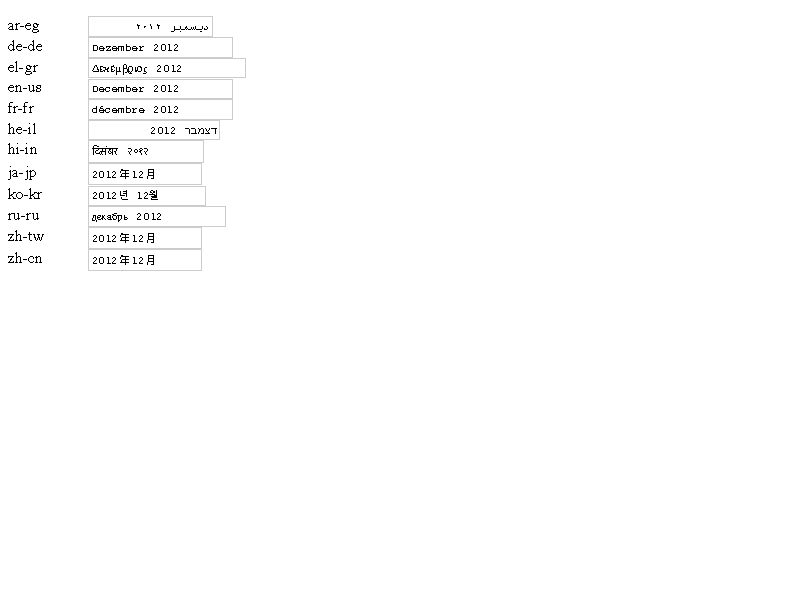 ar-eg ديسمبر ٢٠١٢
de-de Dezember 2012
el-gr Δεκέμβριος 2012
en-us December 2012
fr-fr décembre 2012
he-il דצמבר 2012
hi-in दिसंबर २०१२
ja-jp 2012年12月
ko-kr 2012년 12월
ru-ru декабрь 2012
zh-tw 2012年12月
zh-cn 2012年12月